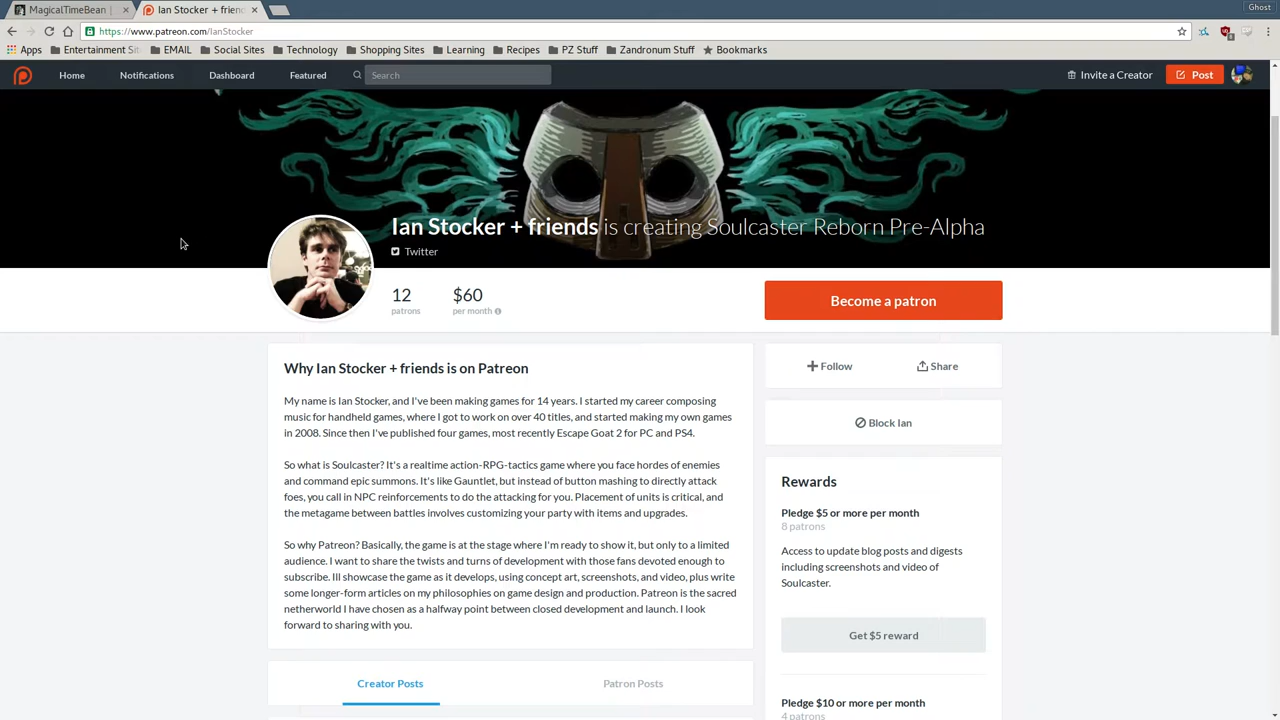 MagicalTimeBean |
Ian Stocker + friend
Ghost
https://www.patreon.com/IanStocker
Apps
Entertainment Sit
EMAIL
Social Sites
Technology
Shopping Sites
Learning
Recipes
PZ Stuff
Zandronum Stuff
Bookmarks
Home
Notifications
Dashboard
Featured
Search
Invite a Creator
Post
Ian Stocker + friends is creating Soulcaster Reborn Pre-Alpha
Twitter
12
patrons
$60
per month
Become a patron
Why Ian Stocker + friends is on Patreon
My name is Ian Stocker, and I've been making games for 14 years. I started my career composing
music for handheld games, where I got to work on over 40 titles, and started making my own games
in 2008. Since then I've published four games, most recently Escape Goat 2 for PC and PS4.
So what is Soulcaster? It's a realtime action-RPG-tactics game where you face hordes of enemies
and command epic summons. It's like Gauntlet, but instead of button mashing to directly attack
foes, you call in NPC reinforcements to do the attacking for you. Placement of units is critical, and
the metagame between battles involves customizing your party with items and upgrades.
So why Patreon? Basically, the game is at the stage where I'm ready to show it, but only to a limited
audience. I want to share the twists and turns of development with those fans devoted enough to
subscribe. Ill showcase the game as it develops, using concept art, screenshots, and video, plus write
some longer-form articles on my philosophies on game design and production. Patreon is the sacred
netherworld I have chosen as a halfway point between closed development and launch. I look
forward to sharing with you.
Creator Posts
Patron Posts
Follow
Share
Block Ian
Rewards
Pledge $5 or more per month
8 patrons
Access to update blog posts and digests
including screenshots and video of
Soulcaster.
Get $5 reward
Pledge $10 or more per month
4 patrons